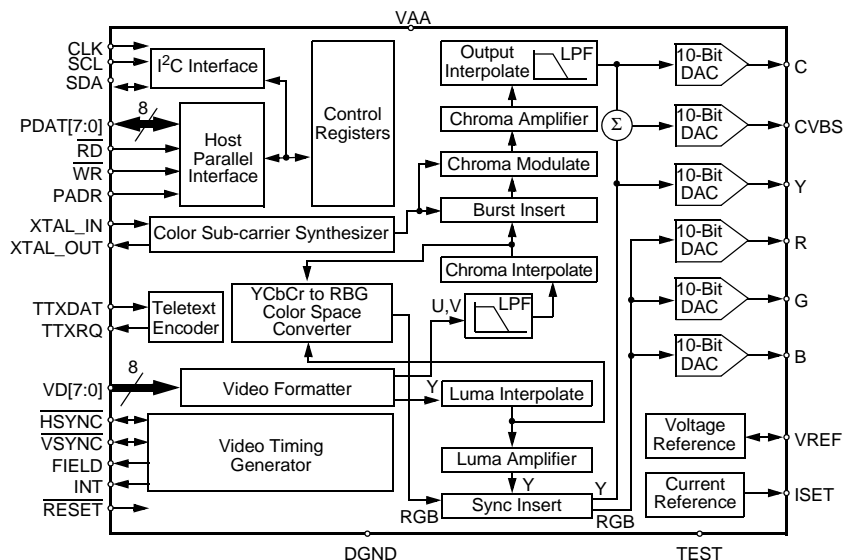 VAA
CLK
SCL
SDA
I²C Interface
8
PDAT[7:0]
RD
WR
PADR
Host
Parallel
Interface
Control
Registers
XTAL_IN
XTAL_OUT
Color Sub-carrier Synthesizer
TTXDAT
TTXRQ
Teletext
Encoder
YCbCr to RBG
Color Space
Converter
8
VD[7:0]
Video Formatter
HSYNC
VSYNC
FIELD
INT
RESET
Video Timing
Generator
Output
Interpolate
LPF
Chroma Amplifier
Chroma Modulate
Burst Insert
Chroma Interpolate
U,V
LPF
Y
Luma Interpolate
Luma Amplifier
Y
Y
Sync Insert
RGB
RGB
Σ
10-Bit
DAC
C
10-Bit
DAC
CVBS
10-Bit
DAC
Y
10-Bit
DAC
R
10-Bit
DAC
G
10-Bit
DAC
B
Voltage
Reference
VREF
Current
Reference
ISET
DGND
TEST